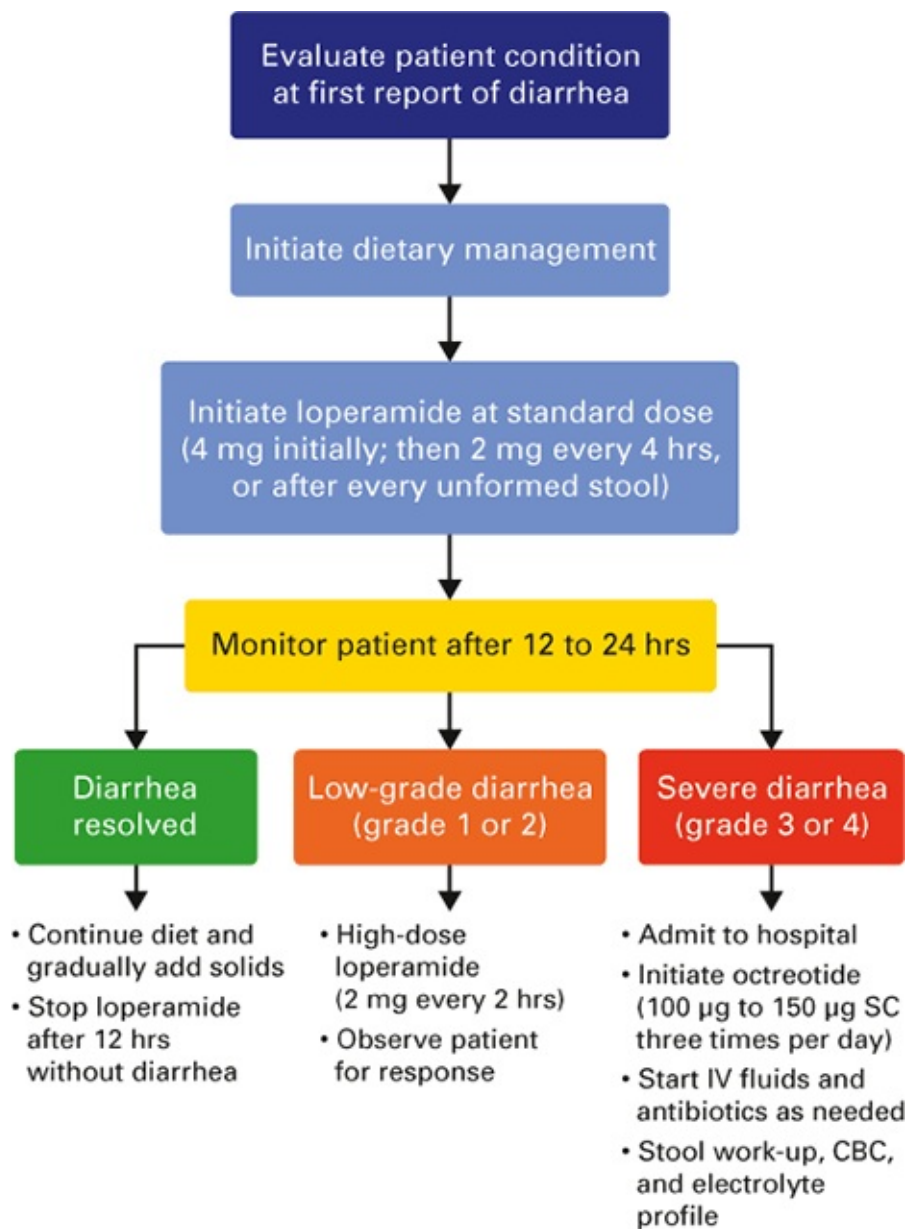 Evaluate patient condition
at first report of diarrhea
Initiate dietary management
Initiate loperamide at standard dose
(4 mg initially; then 2 mg every 4 hrs,
or after every unformed stool)
Monitor patient after 12 to 24 hrs
Diarrhea
resolved
• Continue diet and
gradually add solids
• Stop loperamide
after 12 hrs
without diarrhea
Low-grade diarrhea
(grade 1 or 2)
• High-dose
loperamide
(2 mg every 2 hrs)
• Observe patient
for response
Severe diarrhea
(grade 3 or 4)
• Admit to hospital
• Initiate octreotide
(100 µg to 150 µg SC
three times per day)
• Start IV fluids and
antibiotics as needed
• Stool work-up, CBC,
and electrolyte
profile